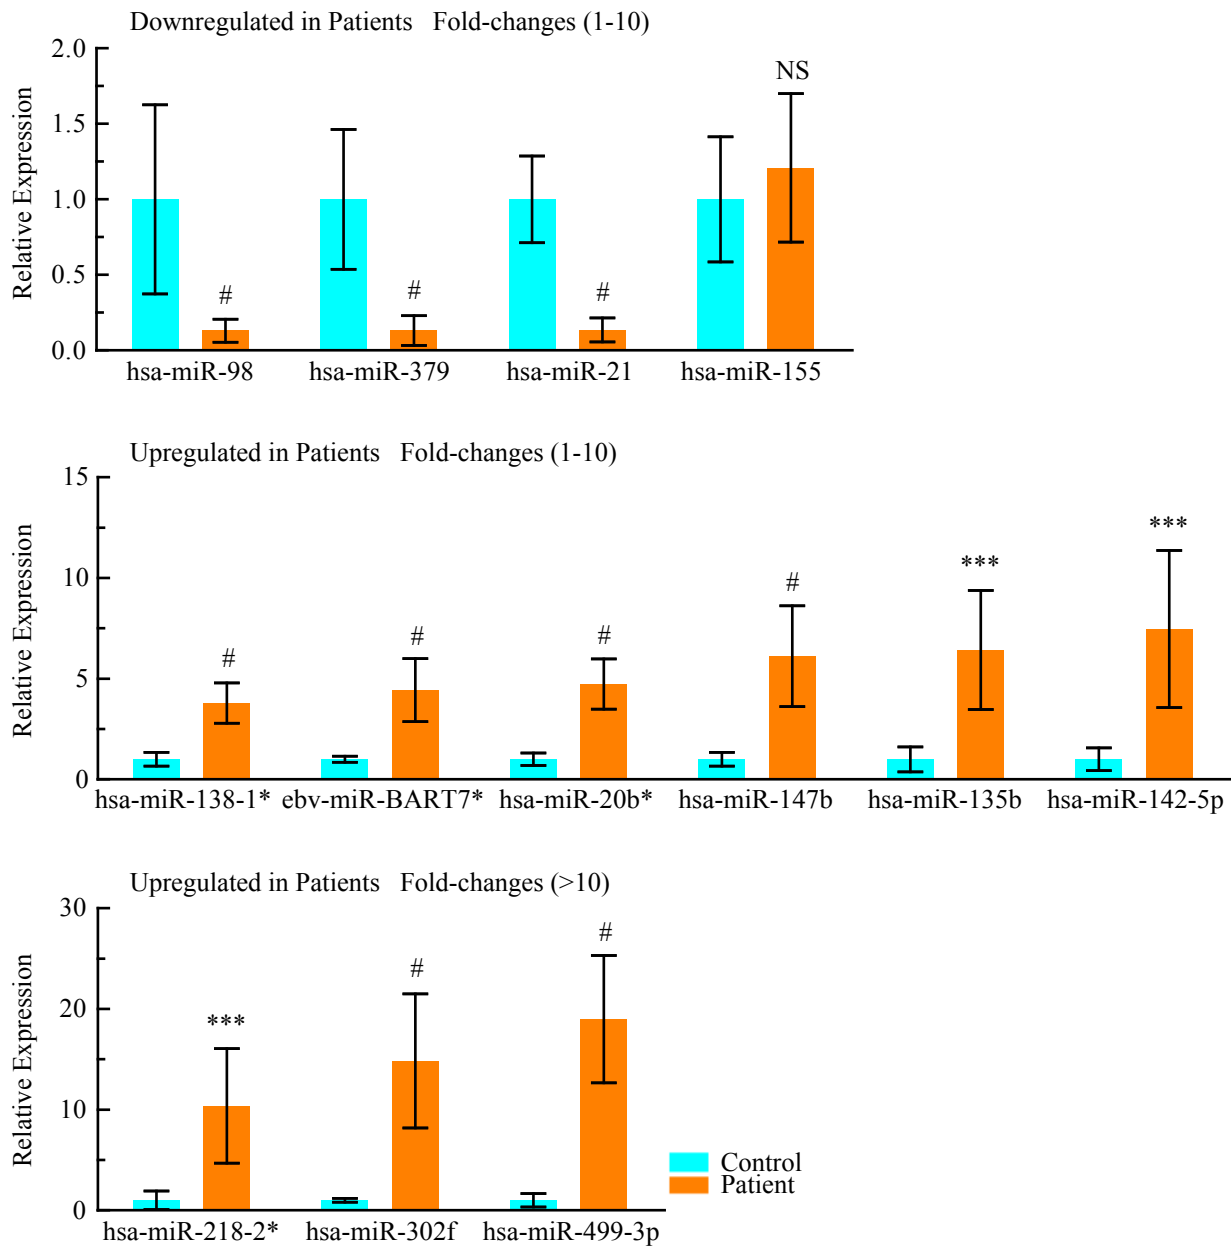 Downregulated in Patients   Fold-changes (1-10)
Relative Expression
2.0
1.5
1.0
0.5
0.0
# # # NS
hsa-miR-98 hsa-miR-379 hsa-miR-21 hsa-miR-155
Upregulated in Patients   Fold-changes (1-10)
Relative Expression
15
10
5
0
# # # # *** ***
hsa-miR-138-1* ebv-miR-BART7* hsa-miR-20b* hsa-miR-147b hsa-miR-135b hsa-miR-142-5p
Upregulated in Patients   Fold-changes (>10)
Relative Expression
30
20
10
0
*** # #
hsa-miR-218-2* hsa-miR-302f hsa-miR-499-3p
Control
Patient